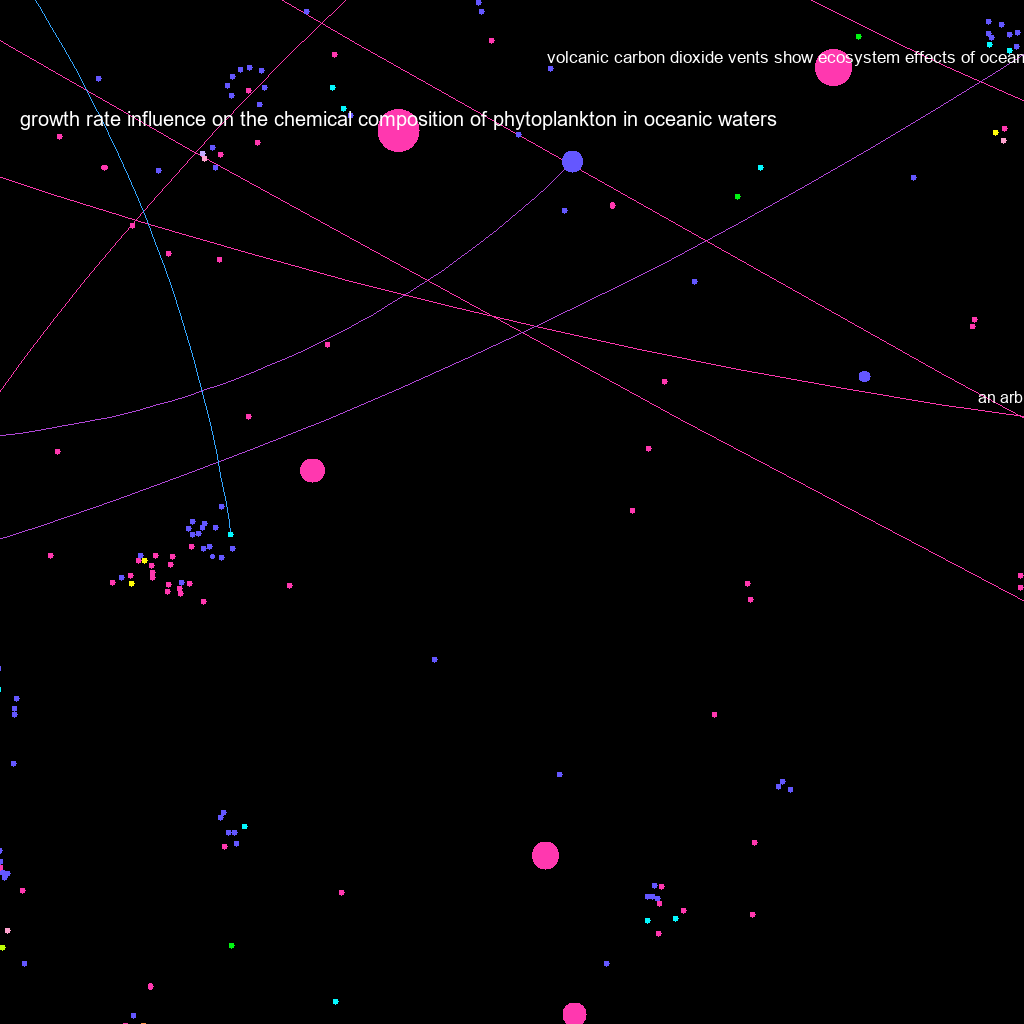 volcanic carbon dioxide vents show ecosystem effects of ocean
growth rate influence on the chemical composition of phytoplankton in oceanic waters
an arb